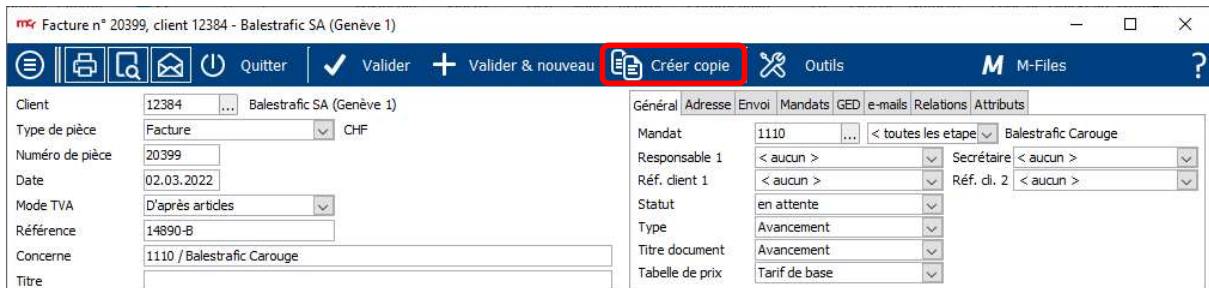 mcr Facture n° 20399, client 12384 - Balestrafic SA (Genève 1)
Quitter Valider Valider & nouveau Créer copie Outils M M-Files ?
Client 12384 ... Balestrafic SA (Genève 1)
Type de pièce Facture CHF
Numéro de pièce 20399
Date 02.03.2022
Mode TVA D'après articles
Référence 14890-B
Concerne 1110 / Balestrafic Carouge
Titre
Général Adresse Envoi Mandats GED e-mails Relations Attributs
Mandat 1110 ... < toutes les etape Balestrafic Carouge
Responsable 1 < aucun > Secrétaire < aucun >
Réf. client 1 < aucun > Réf. cli. 2 < aucun >
Statut en attente
Type Avancement
Titre document Avancement
Tabelle de prix Tarif de base